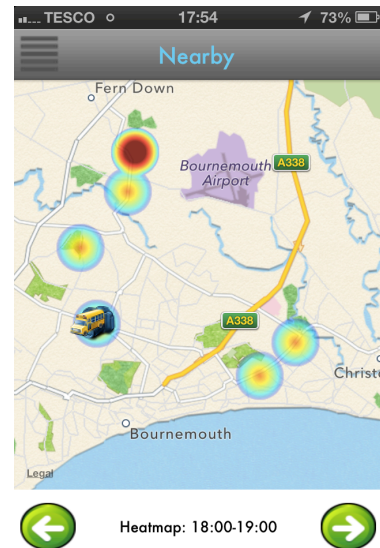 TESCO 17:54 73%
Nearby
Fern Down
Bournemouth
Airport
A338
A338
Christ
Bournemouth
Legal
Heatmap: 18:00-19:00